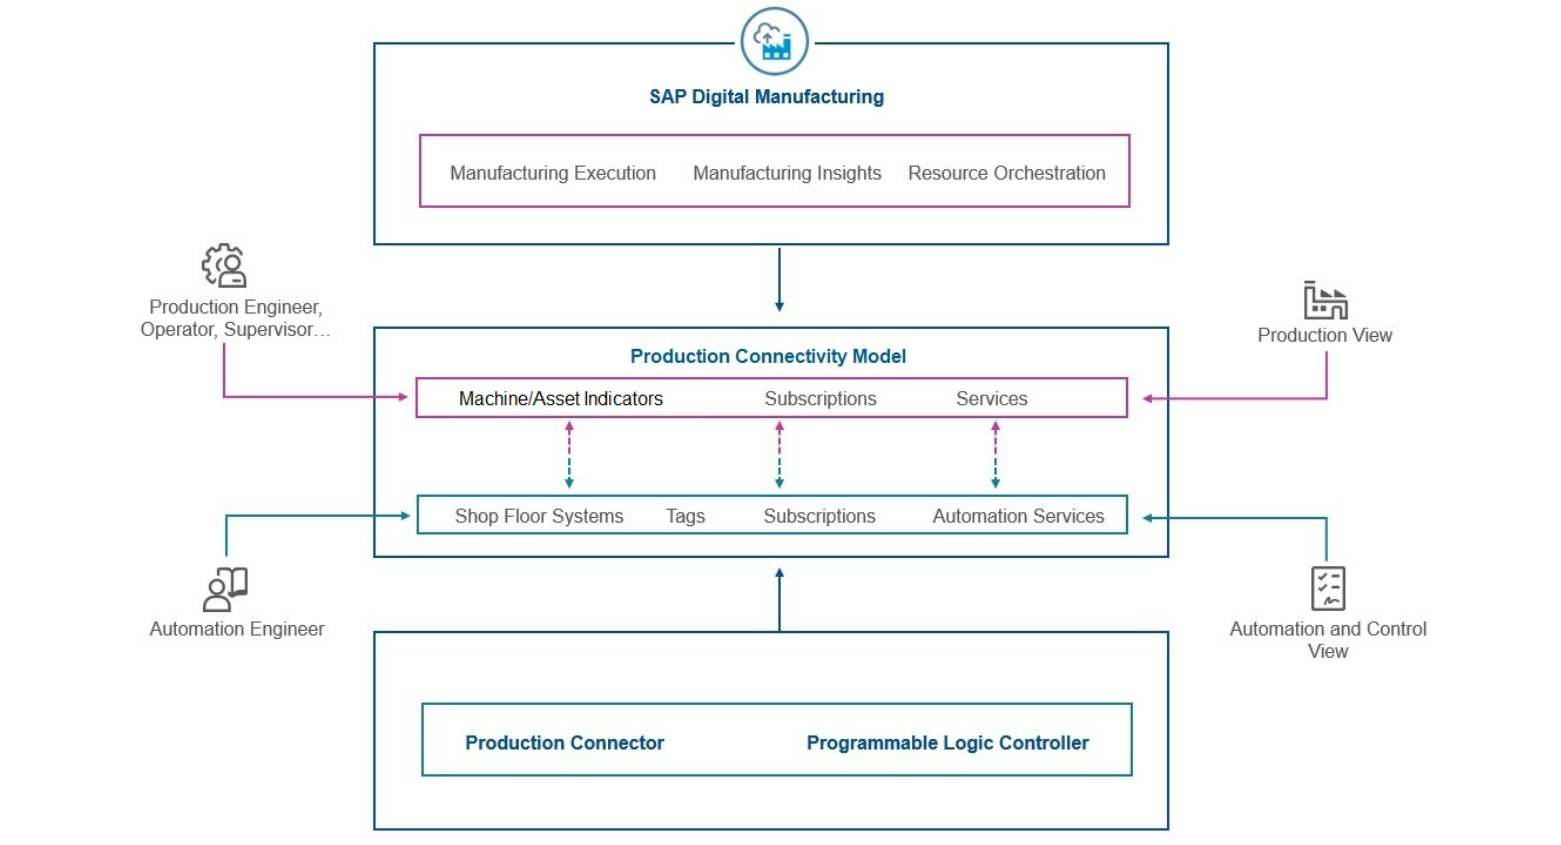 SAP Digital Manufacturing
Manufacturing Execution Manufacturing Insights Resource Orchestration
Production Engineer,
Operator, Supervisor...
Production View
Production Connectivity Model
Machine/Asset Indicators Subscriptions Services
Shop Floor Systems Tags Subscriptions Automation Services
Automation Engineer
Automation and Control
View
Production Connector Programmable Logic Controller